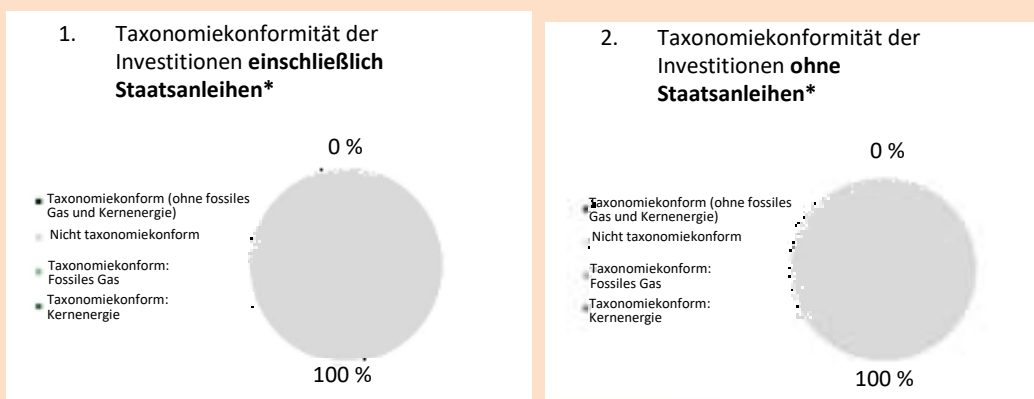 1. Taxonomiekonformität der
Investitionen einschließlich
Staatsanleihen*
0 %
Taxonomiekonform (ohne fossiles
Gas und Kernenergie)
Nicht taxonomiekonform
Taxonomiekonform:
Fossiles Gas
Taxonomiekonform:
Kernenergie
100 %
2. Taxonomiekonformität der
Investitionen ohne
Staatsanleihen*
0 %
Taxonomiekonform (ohne fossiles
Gas und Kernenergie)
Nicht taxonomiekonform
Taxonomiekonform:
Fossiles Gas
Taxonomiekonform:
Kernenergie
100 %